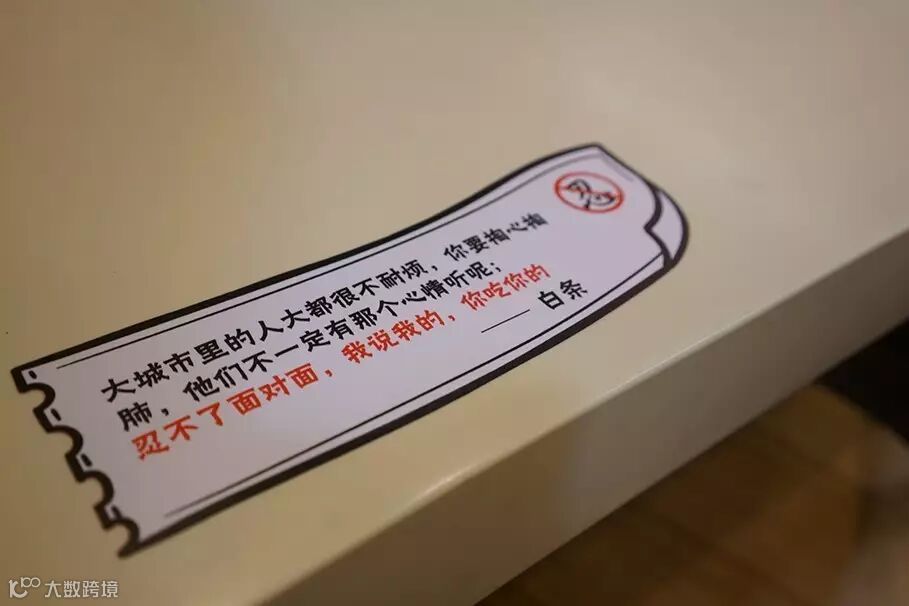 忍
大城市里的人大都很不耐烦，你要掏心掏
肺，他们不一定有那个心情听呢；
忍不了面对面，我说我的，你吃你的
—— 白条
大数跨境